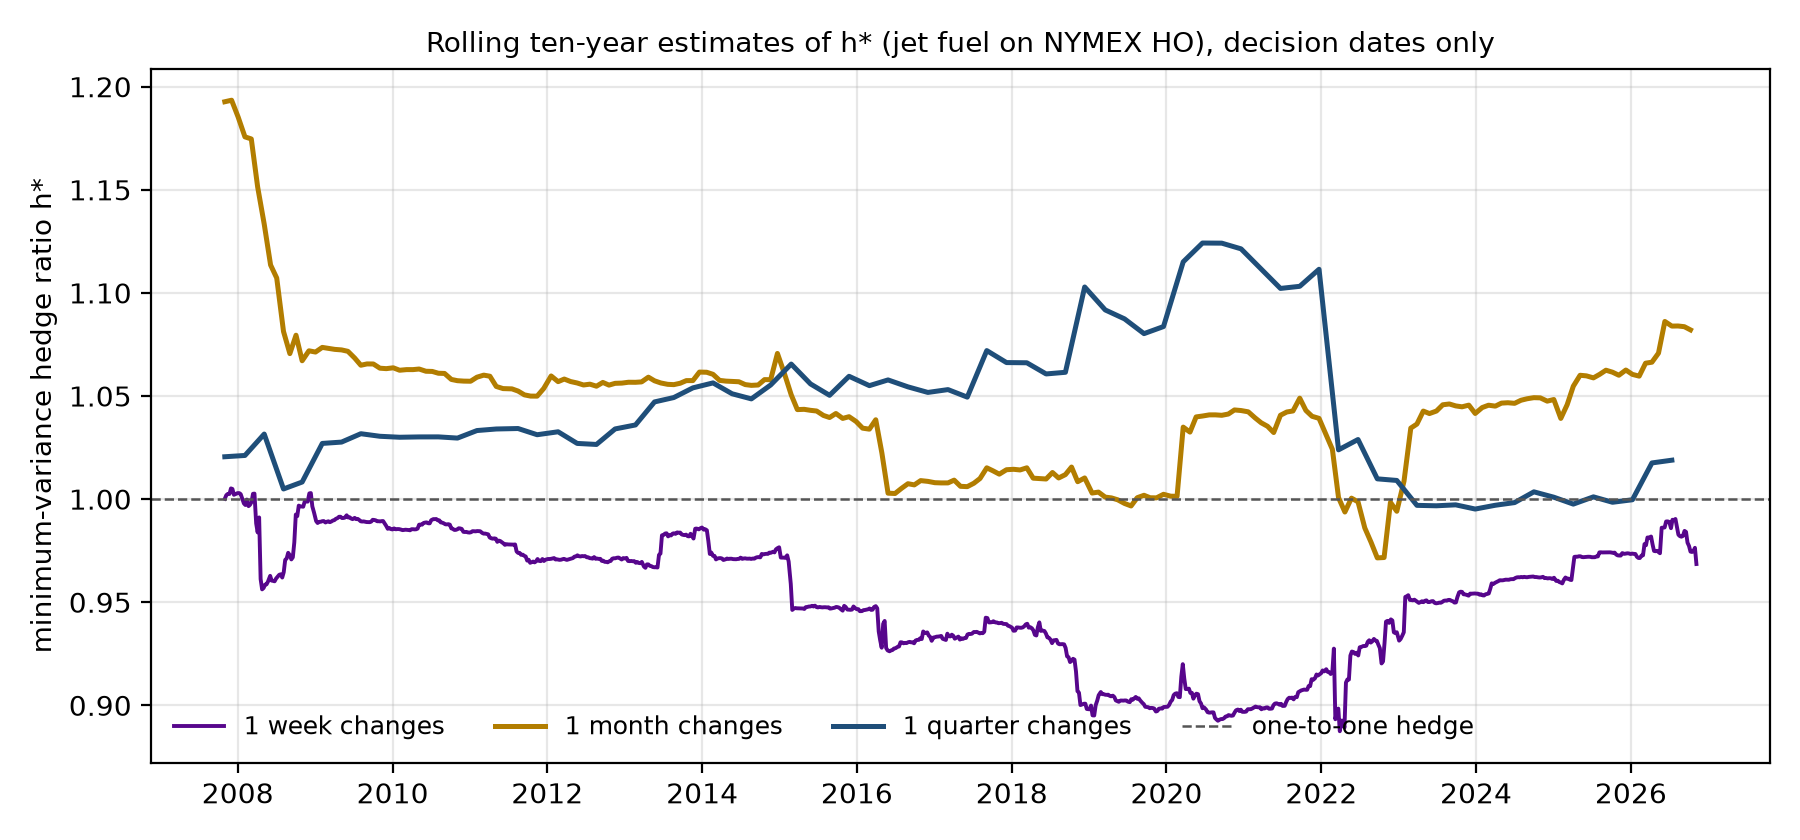 Rolling ten-year estimates of h* (jet fuel on NYMEX HO), decision dates only
minimum-variance hedge ratio h*
1.20
1.15
1.10
1.05
1.00
0.95
0.90
1 week changes 1 month changes 1 quarter changes one-to-one hedge
2008 2010 2012 2014 2016 2018 2020 2022 2024 2026